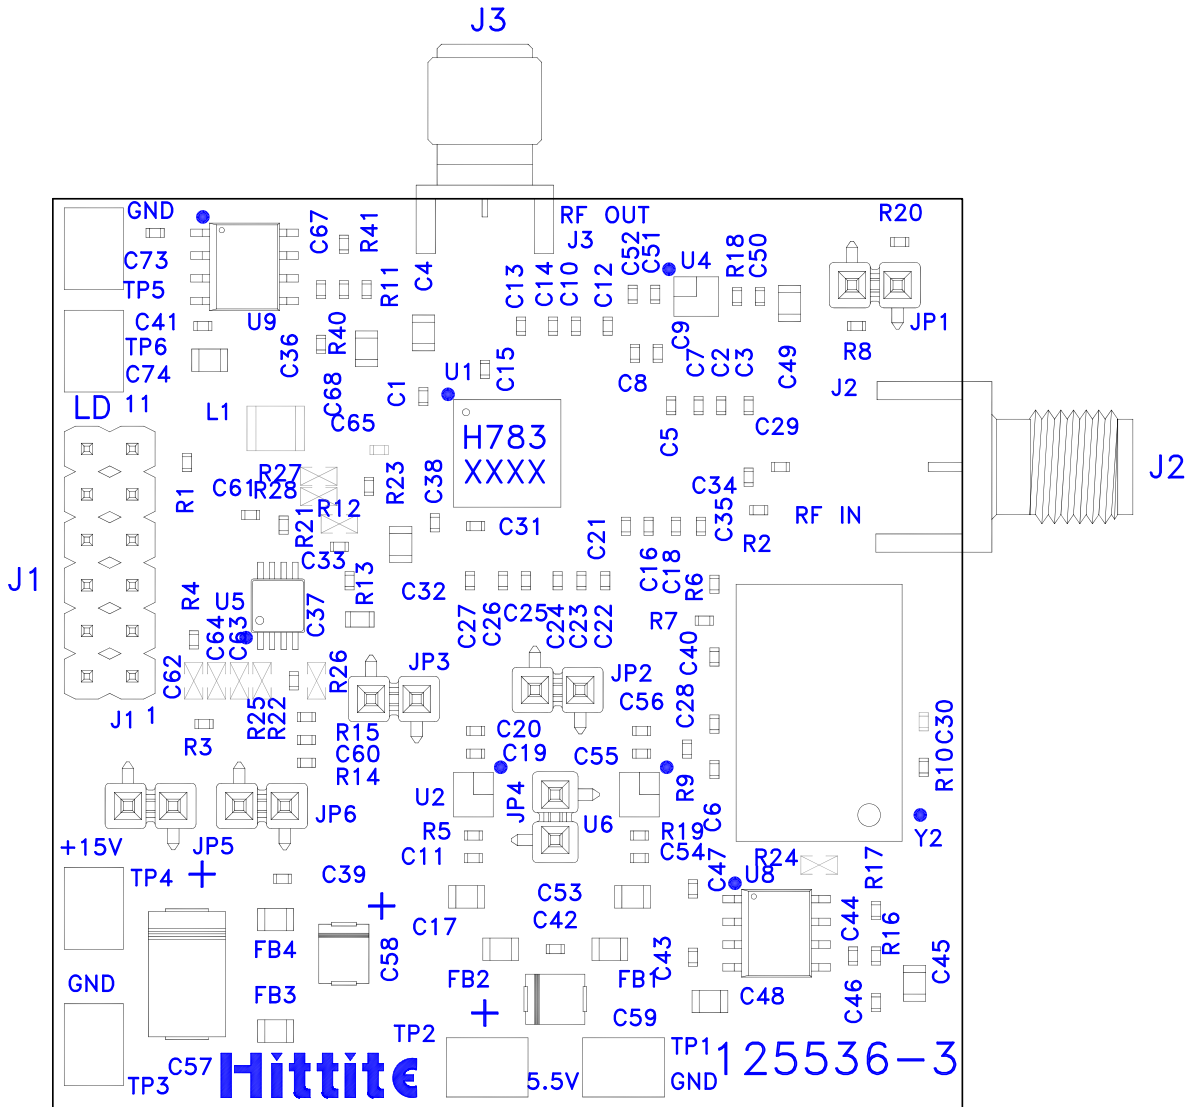 J3
GND
C73
TP5
C41
TP6
C74
LD 11
U9
C67
R41
R11
C36
R40
C68
C65
L1
C4
RF OUT
J3
C13
C14
C10
C12
C52
C51
U4
R18
C50
R20
JP1
R8
C9
C8
C7
C2
C3
C49
J2
C29
C5
C1
U1
C15
H783
XXXX
R1
R27
R28
C61
R12
R21
C33
R23
C38
C31
C21
C34
C35
RF IN
R2
J2
J1
R4
U5
C64
C63
C62
C37
R13
C32
C27
C26
C25
C24
C23
C22
C16
C18
R6
R7
C40
J1 1
R3
R25
R22
R26
JP3
R15
C60
R14
JP2
C56
C28
C20
C19
C55
C30
R10
U2
JP4
U6
R9
C6
Y2
JP5
JP6
R5
C11
R19
C54
C47
R24
U8
R17
+15V
TP4
+
C39
+
C17
C53
C42
C43
C44
R16
C45
FB4
C58
GND
FB3
FB2
FB1
C48
C46
+
C59
TP2
TP1
125536-3
C57
TP3
Hittite
5.5V
GND